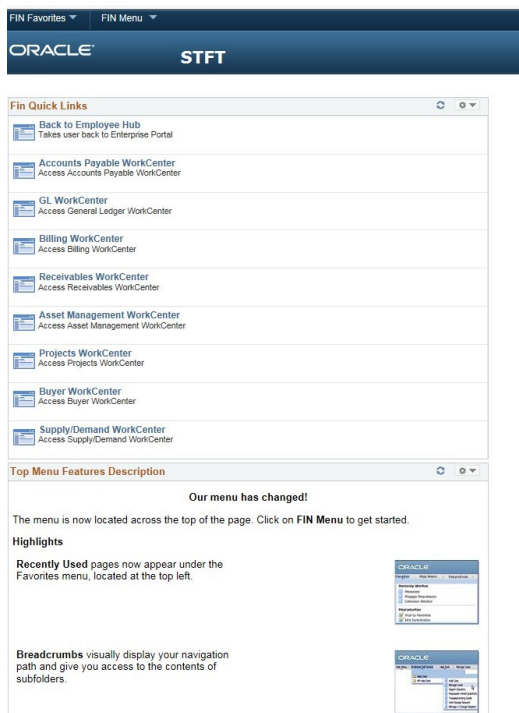 FIN Favorites
FIN Menu
ORACLE
STFT
Fin Quick Links
Back to Employee Hub
Takes user back to Enterprise Portal
Accounts Payable WorkCenter
Access Accounts Payable WorkCenter
GL WorkCenter
Access General Ledger WorkCenter
Billing WorkCenter
Access Billing WorkCenter
Receivables WorkCenter
Access Receivables WorkCenter
Asset Management WorkCenter
Access Asset Management WorkCenter
Projects WorkCenter
Access Projects WorkCenter
Buyer WorkCenter
Access Buyer WorkCenter
Supply/Demand WorkCenter
Access Supply/Demand WorkCenter
Top Menu Features Description
Our menu has changed!
The menu is now located across the top of the page. Click on FIN Menu to get started.
Highlights
Recently Used pages now appear under the
Favorites menu, located at the top left.
ORACLE
Breadcrumbs visually display your navigation
path and give you access to the contents of
subfolders.
ORACLE